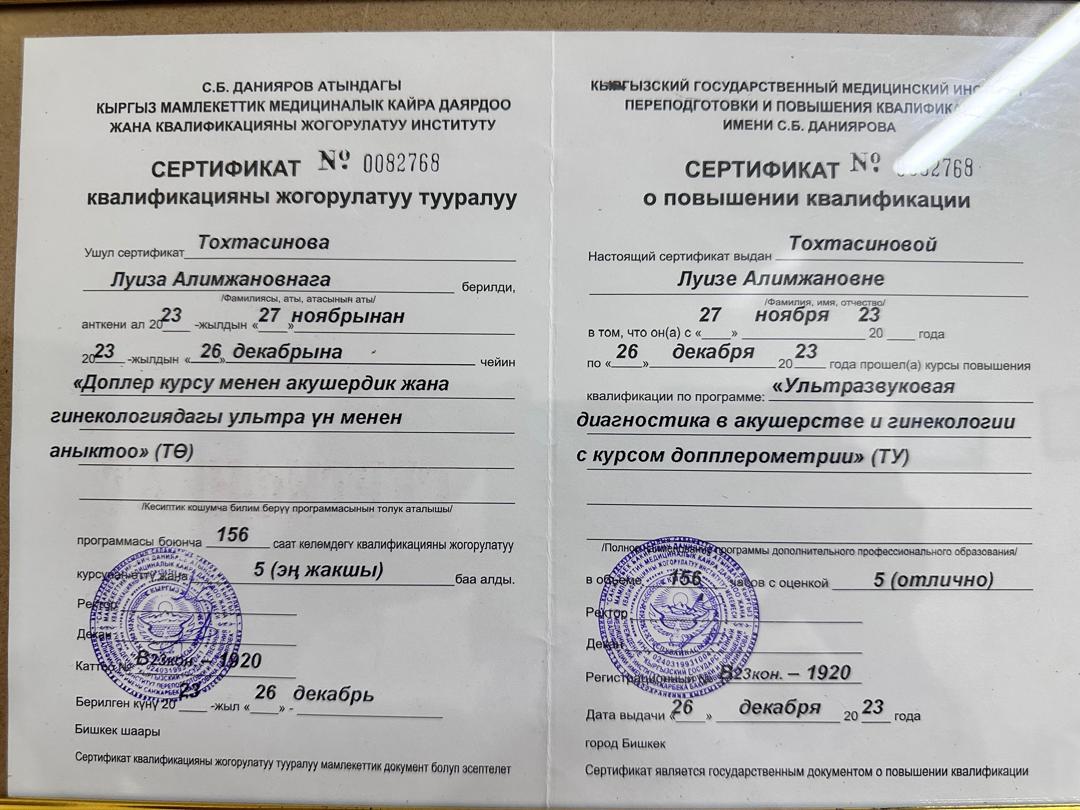 С.Б. ДАНИЯРОВ АТЫНДАГЫ
КЫРГЫЗ МАМЛЕКЕТТИК МЕДИЦИНАЛЫК КАЙРА ДАЯРДОО
ЖАНА КВАЛИФИКАЦИЯНЫ ЖОГОРУЛАТУУ ИНСТИТУТУ
СЕРТИФИКАТ № 0082768
квалификацияны жогорулатуу тууралуу
Ушул сертификат Тохтасинова
Луиза Алимжановнага берилди,
/Фамилиясы, аты, атасынын аты/
анткени ал 2023 -жылдын «27» ноябрынан
2023 -жылдын «26» декабрына чейин
«Доплер курсу менен акушердик жана
гинекологиядагы ультра үн менен
аныктоо» (ТӨ)
/Кесиптик кошумча билим берүү программасынын толук аталышы/
программасы боюнча 156 саат көлөмдөгү квалификацияны жогорулатуу
5 (эң жакшы) баа алды.
Ректор
Декан
Каттоо № В23кон. – 1920
Берилген күнү 2023 -жыл «26» - декабрь
Бишкек шаары
Сертификат квалификацияны жогорулатуу тууралуу мамлекеттик документ болуп эсептелет
КЫРГЫЗСКИЙ ГОСУДАРСТВЕННЫЙ МЕДИЦИНСКИЙ
ПЕРЕПОДГОТОВКИ И ПОВЫШЕНИЯ
ИМЕНИ С.Б. ДАНИЯРОВА
СЕРТИФИКАТ №
о повышении квалификации
Настоящий сертификат выдан Тохтасиновой
Луизе Алимжановне
/Фамилия, имя, отчество/
в том, что он(а) с «27» ноября 2023 года
по «26» декабря 2023 года прошел(а) курсы повышения
квалификации по программе: «Ультразвуковая
диагностика в акушерстве и гинекологии
с курсом допплерометрии» (ТУ)
/Полное наименование программы дополнительного профессионального образования/
в объеме 156 часов с оценкой 5 (отлично)
Ректор
Декан
Регистрационный № В23кон. – 1920
Дата выдачи «26» декабря 2023 года
город Бишкек
Сертификат является государственным документом о повышении квалификации